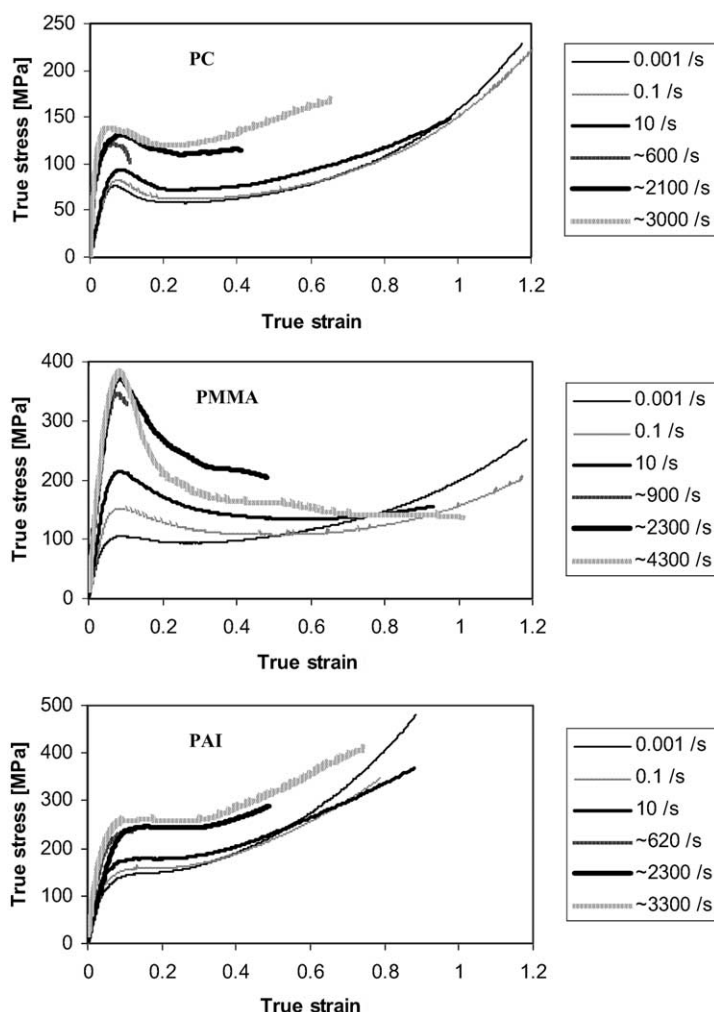 PC
True stress [MPa]
250
200
150
100
50
0
0 0.2 0.4 0.6 0.8 1 1.2
True strain
0.001 /s
0.1 /s
10 /s
~600 /s
~2100 /s
~3000 /s
PMMA
True stress [MPa]
400
300
200
100
0
0 0.2 0.4 0.6 0.8 1 1.2
True strain
0.001 /s
0.1 /s
10 /s
~900 /s
~2300 /s
~4300 /s
PAI
True stress [MPa]
500
400
300
200
100
0
0 0.2 0.4 0.6 0.8 1 1.2
True strain
0.001 /s
0.1 /s
10 /s
~620 /s
~2300 /s
~3300 /s